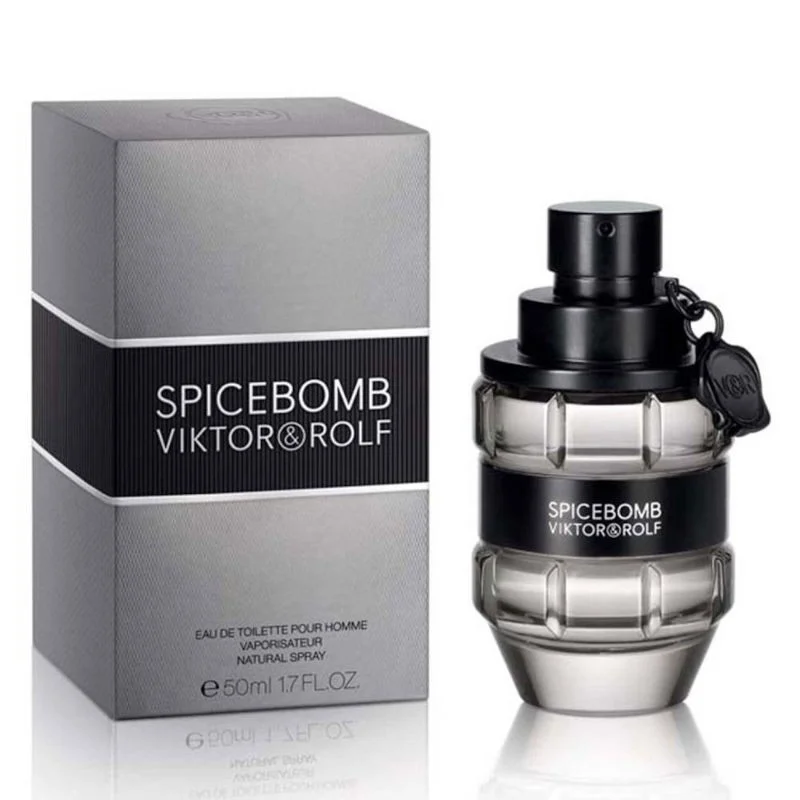 SPICEBOMB
VIKTOR&ROLF
EAU DE TOILETTE POUR HOMME
VAPORISATEUR
NATURAL SPRAY
e 50ml 1.7 FL.OZ.
V&R
SPICEBOMB
VIKTOR&ROLF